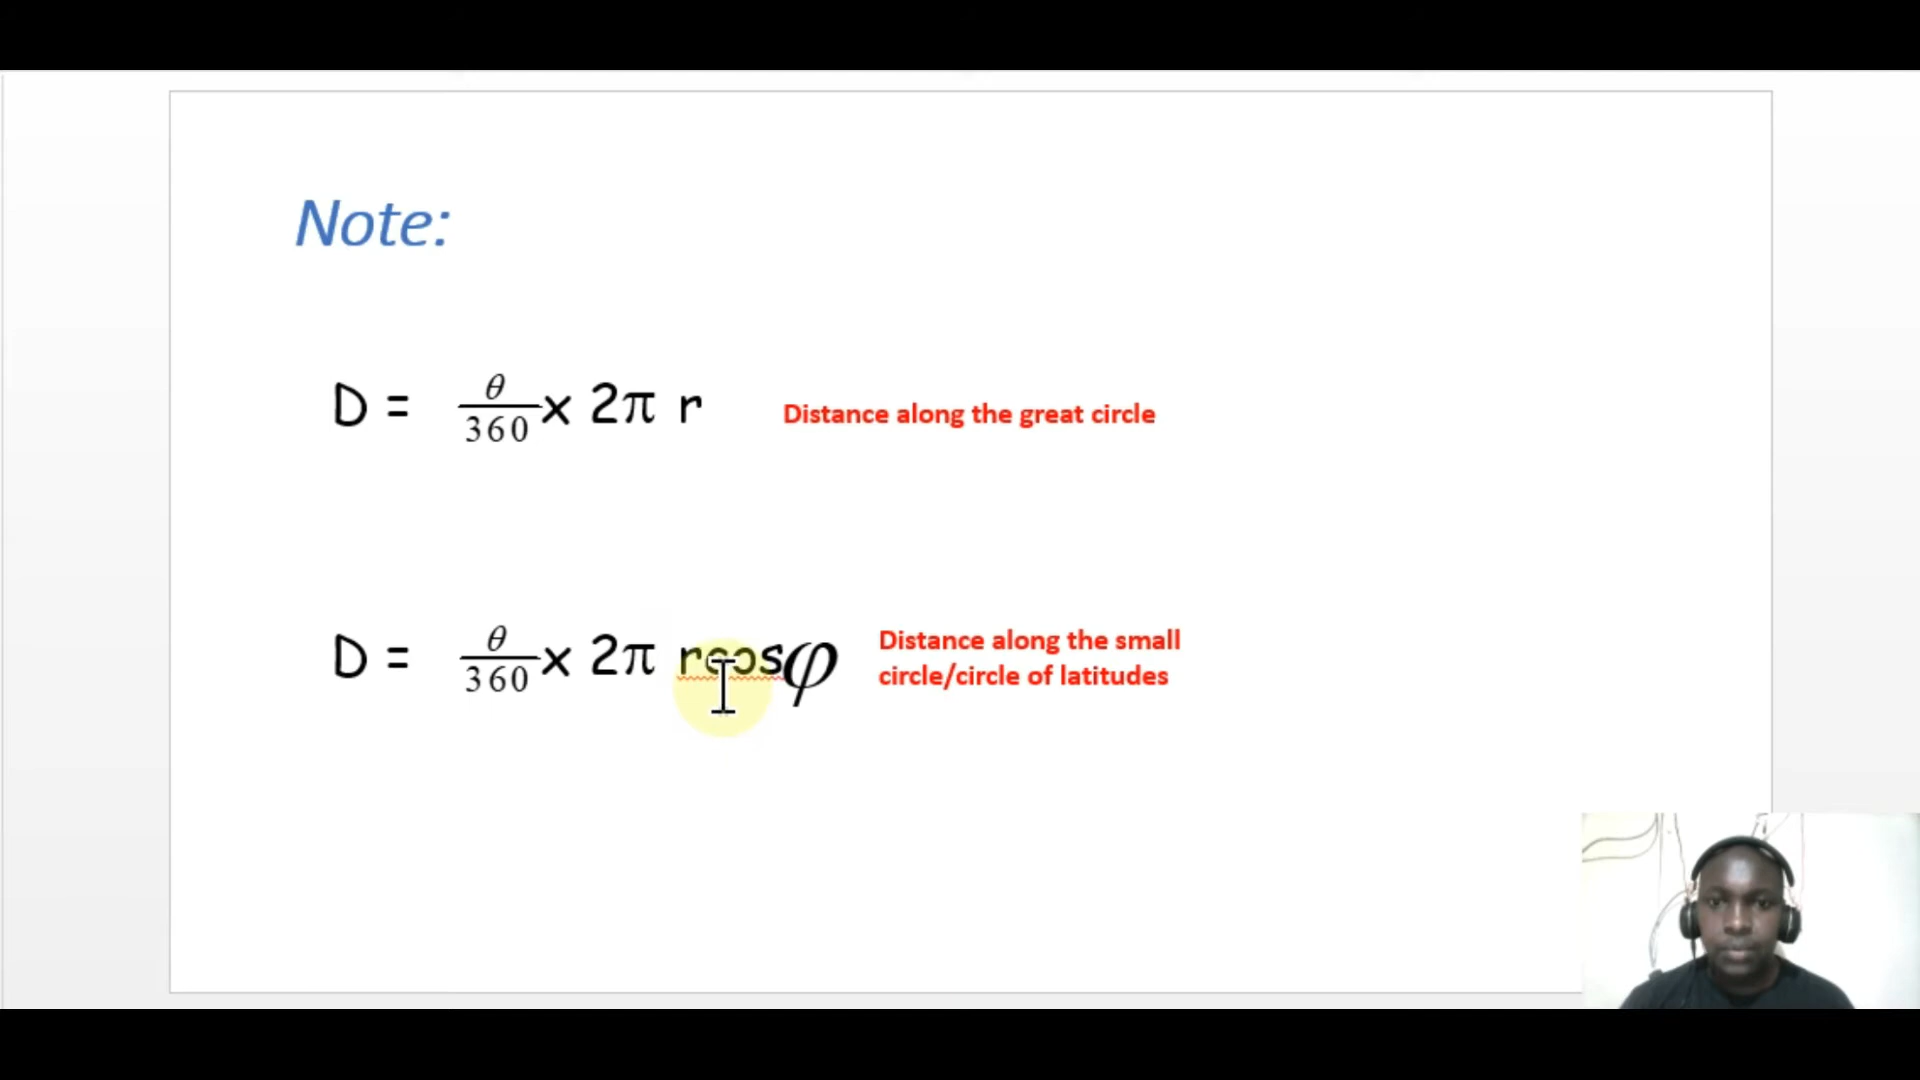 Note:
D = θ/360 × 2π r
Distance along the great circle
D = θ/360 × 2π rcosφ
Distance along the small
circle/circle of latitudes